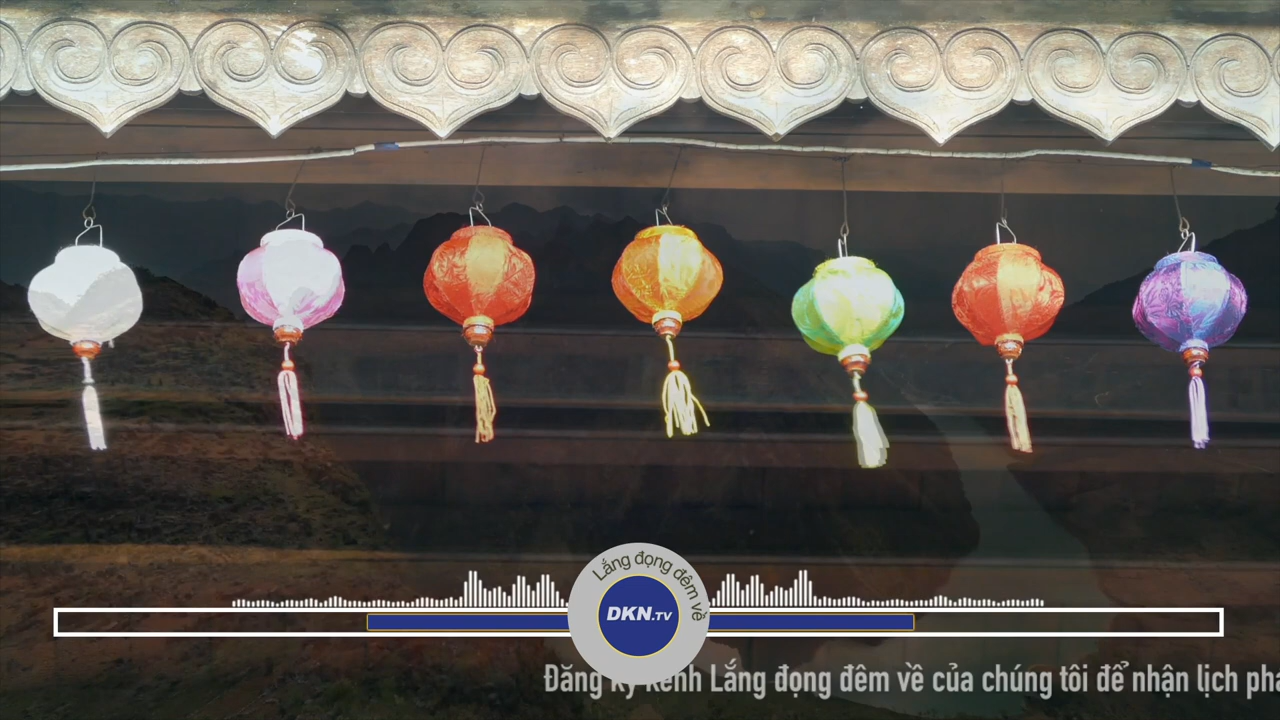 Lắng đọng đêm về
DKN.TV
Đăng ký kênh Lắng đọng đêm về của chúng tôi để nhận lịch